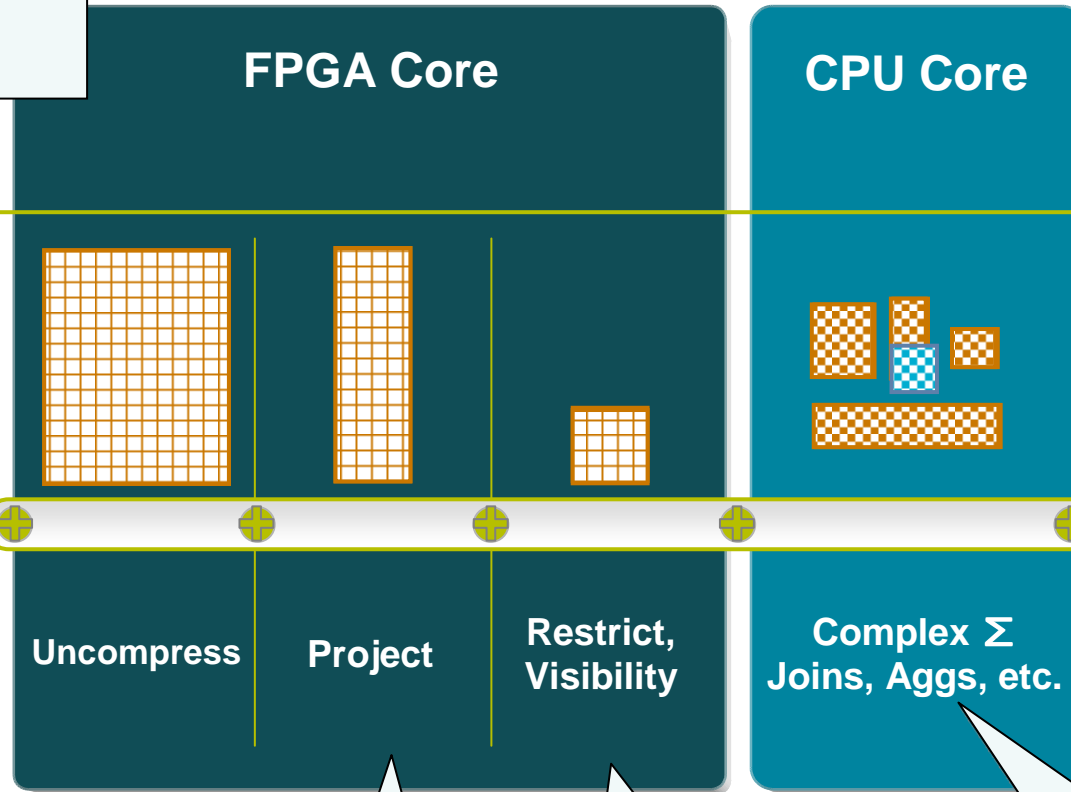 FPGA Core
CPU Core
Uncompress
Project
Restrict,
Visibility
Complex Σ
Joins, Aggs, etc.